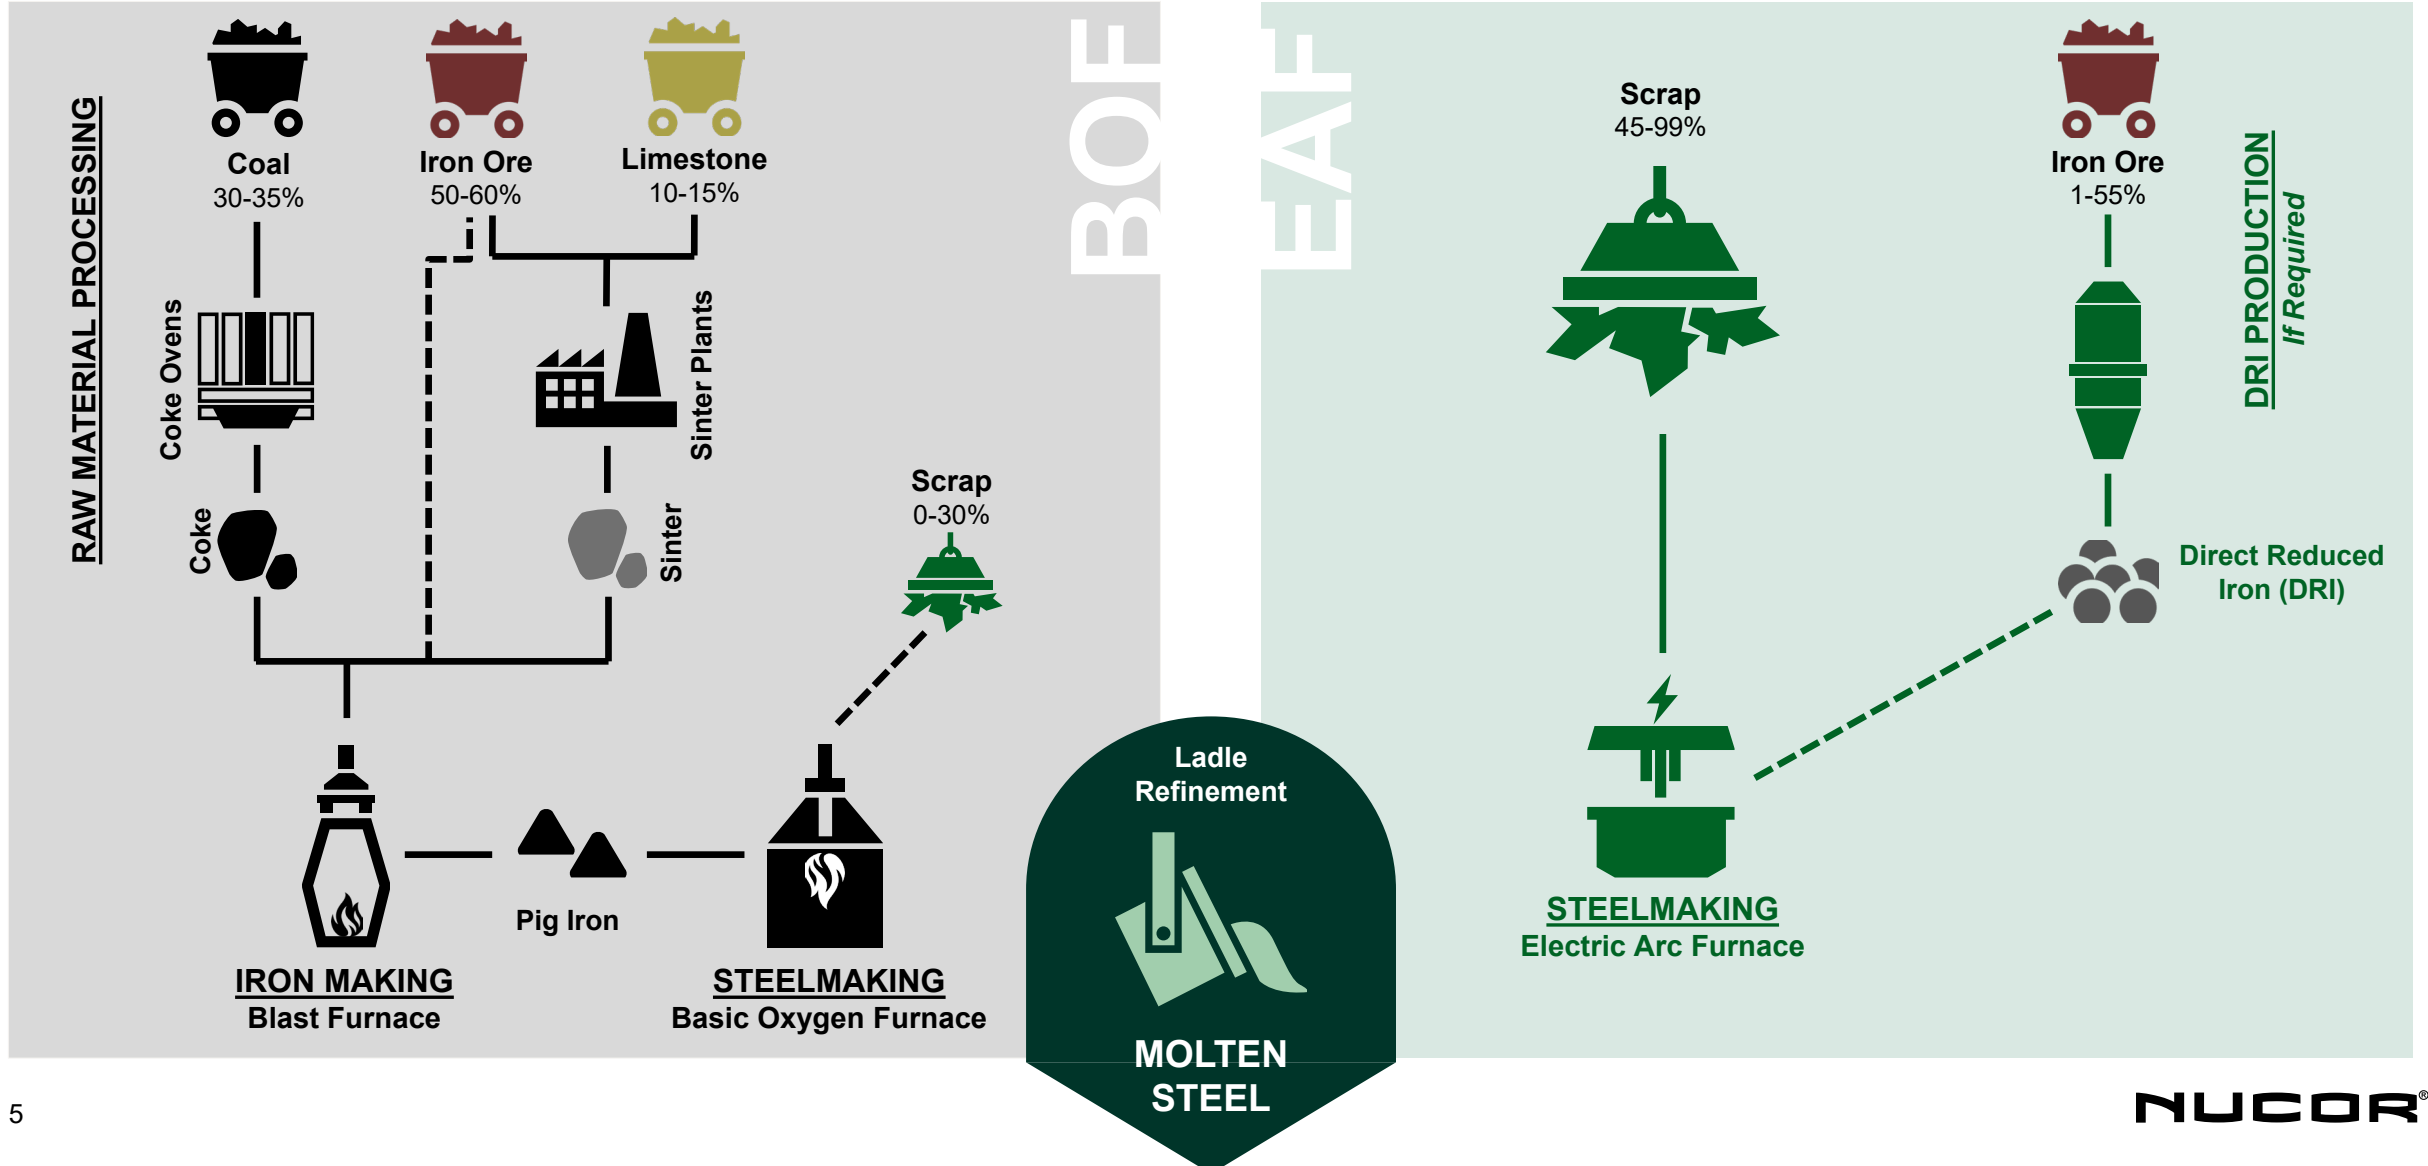 BOF
RAW MATERIAL PROCESSING
Coal
30-35%
Iron Ore
50-60%
Limestone
10-15%
Coke Ovens
Sinter Plants
Coke
Sinter
Scrap
0-30%
Pig Iron
IRON MAKING
Blast Furnace
STEELMAKING
Basic Oxygen Furnace
Ladle
Refinement
MOLTEN
STEEL
EAF
Scrap
45-99%
Iron Ore
1-55%
DRI PRODUCTION
If Required
Direct Reduced
Iron (DRI)
STEELMAKING
Electric Arc Furnace
5
NUCOR®